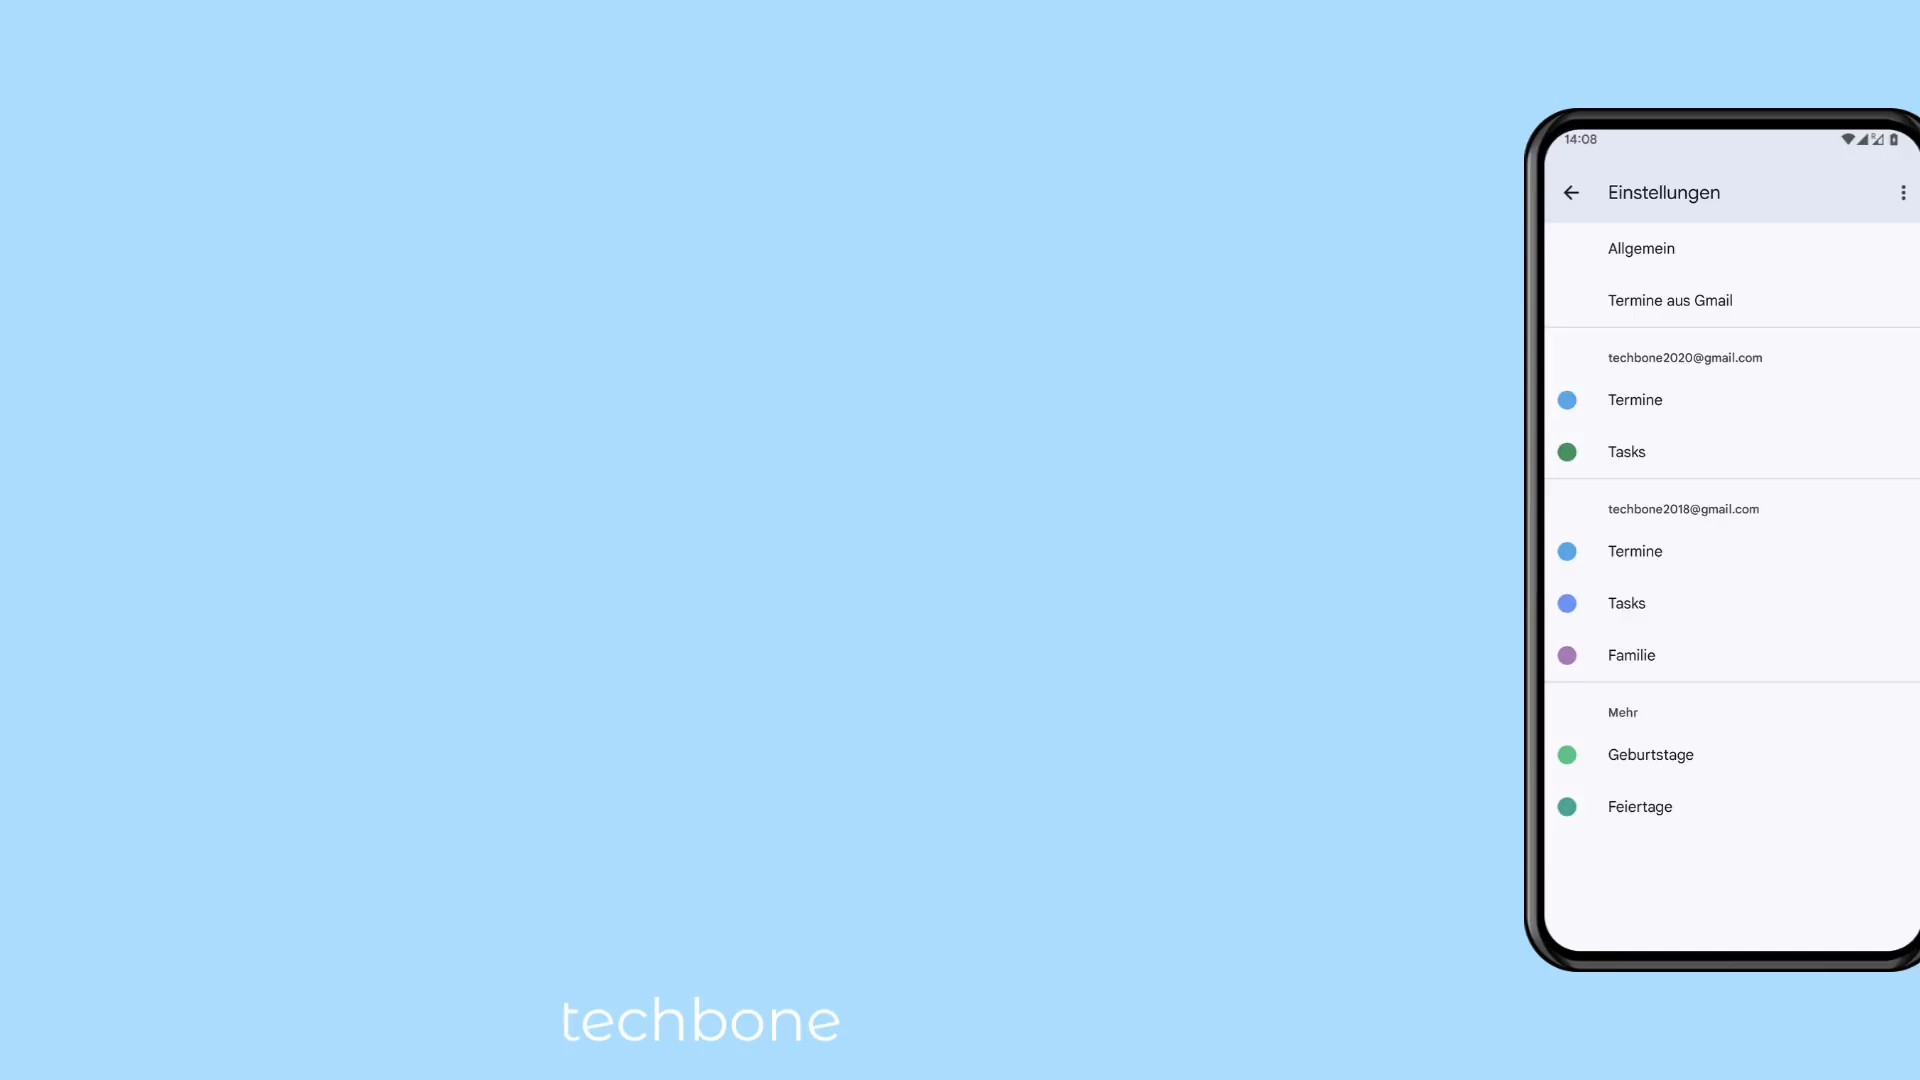 14:08
Einstellungen
Allgemein
Termine aus Gmail
techbone2020@gmail.com
Termine
Tasks
techbone2018@gmail.com
Termine
Tasks
Familie
Mehr
Geburtstage
Feiertage
techbone